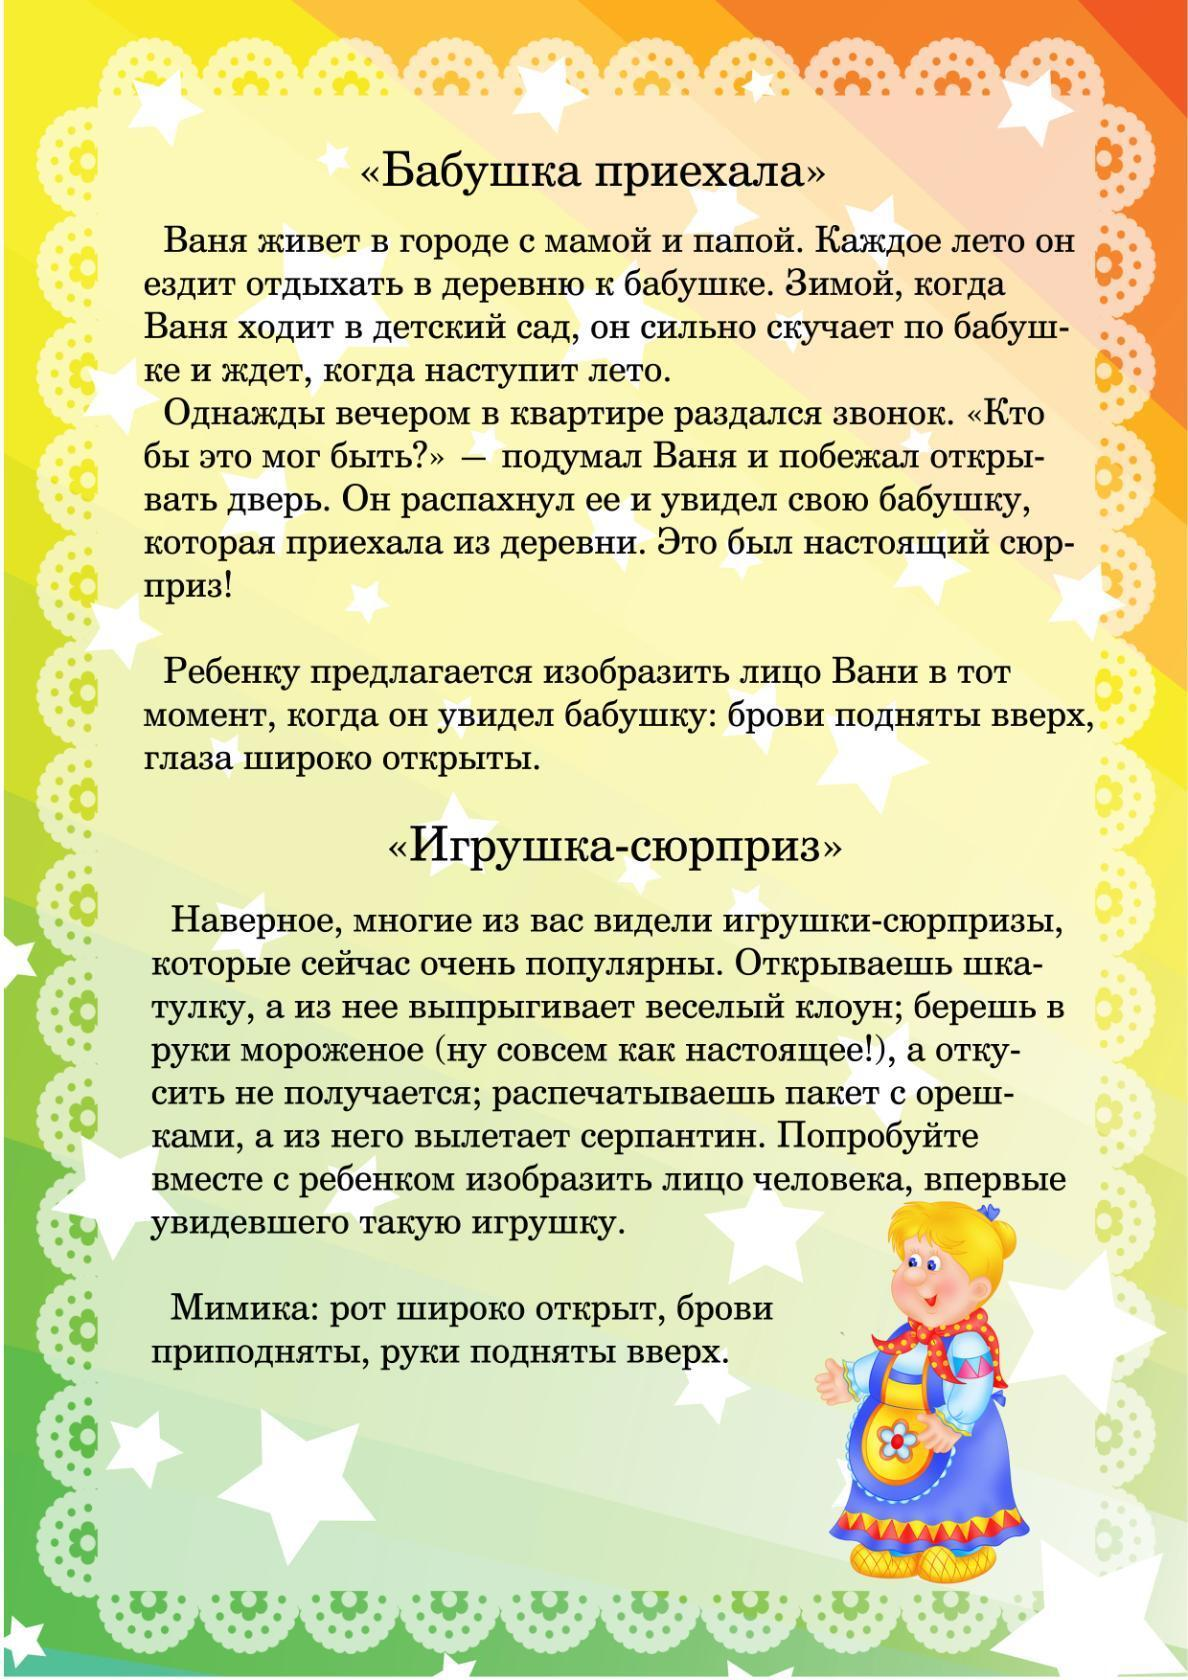 «Бабушка приехала»
Ваня живет в городе с мамой и папой. Каждое лето он
ездит отдыхать в деревню к бабушке. Зимой, когда
Ваня ходит в детский сад, он сильно скучает по бабуш-
ке и ждет, когда наступит лето.
Однажды вечером в квартире раздался звонок. «Кто
бы это мог быть?» — подумал Ваня и побежал откры-
вать дверь. Он распахнул ее и увидел свою бабушку,
которая приехала из деревни. Это был настоящий сюр-
приз!
Ребенку предлагается изобразить лицо Вани в тот
момент, когда он увидел бабушку: брови подняты вверх,
глаза широко открыты.
«Игрушка-сюрприз»
Наверное, многие из вас видели игрушки-сюрпризы,
которые сейчас очень популярны. Открываешь шка-
тулку, а из нее выпрыгивает веселый клоун; берешь в
руки мороженое (ну совсем как настоящее!), а отку-
сить не получается; распечатываешь пакет с ореш-
ками, а из него вылетает серпантин. Попробуйте
вместе с ребенком изобразить лицо человека, впервые
увидевшего такую игрушку.
Мимика: рот широко открыт, брови
приподняты, руки подняты вверх.